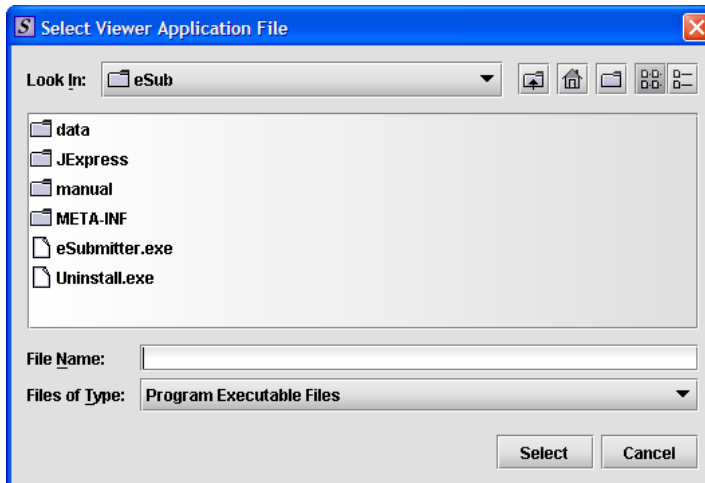 S Select Viewer Application File
Look In: eSub
data
JExpress
manual
META-INF
eSubmitter.exe
Uninstall.exe
File Name:
Files of Type: Program Executable Files
Select Cancel